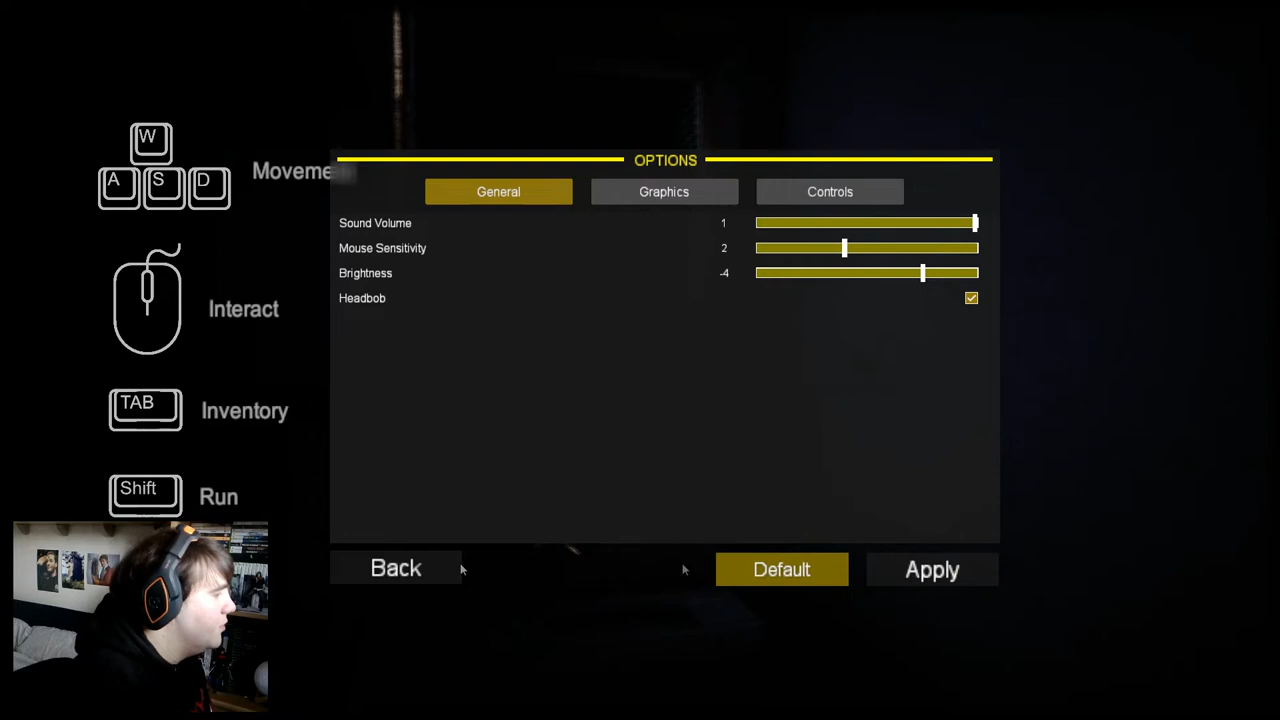 OPTIONS
General Graphics Controls
Sound Volume 1
Mouse Sensitivity 2
Brightness -4
Headbob
Back Default Apply
W
A S D
Movemen
Interact
TAB Inventory
Shift Run